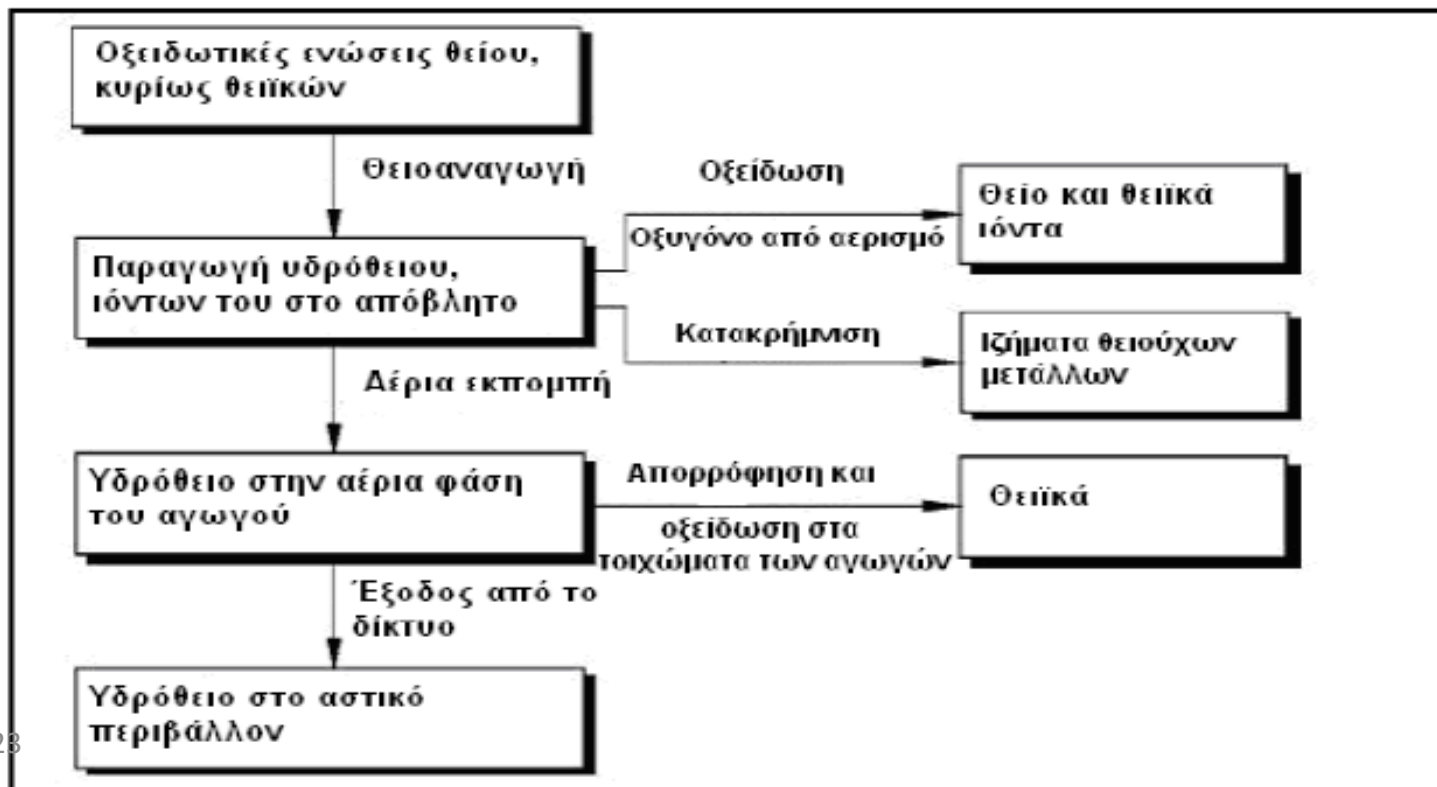 Οξειδωτικές ενώσεις θείου,
κυρίως θειϊκών
Θειοαναγωγή
Οξείδωση
Οξυγόνο από αερισμό
Θείο και θειϊκά
ιόντα
Παραγωγή υδρόθειου,
ιόντων του στο απόβλητο
Κατακρήμνιση
Ιζήματα θειούχων
μετάλλων
Αέρια εκπομπή
Υδρόθειο στην αέρια φάση
του αγωγού
Απορρόφηση και
οξείδωση στα
τοιχώματα των αγωγών
Θειϊκά
Έξοδος από το
δίκτυο
Υδρόθειο στο αστικό
περιβάλλον
28